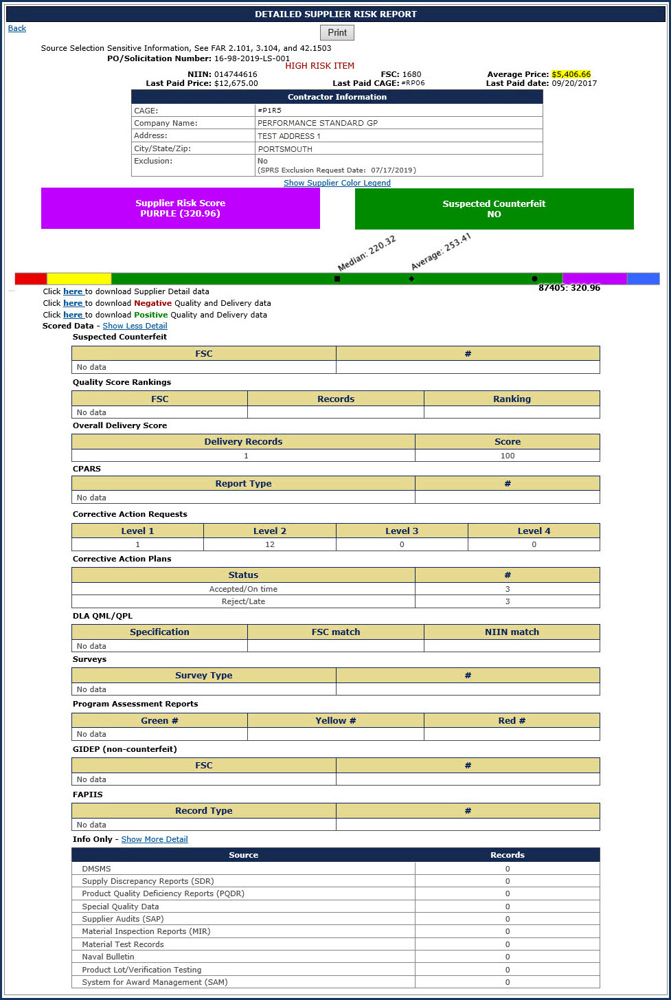 DETAILED SUPPLIER RISK REPORT
Back
Print
Source Selection Sensitive Information, See FAR 2.101, 3.104, and 42.1503
PO/Solicitation Number: 16-98-2019-LS-001
HIGH RISK ITEM
NIIN: 014744616 FSC: 1680 Average Price: $5,406.66
Last Paid Price: $12,675.00 Last Paid CAGE: #RP06 Last Paid date: 09/20/2017
Contractor Information
CAGE: #P1R5
Company Name: PERFORMANCE STANDARD GP
Address: TEST ADDRESS 1
City/State/Zip: PORTSMOUTH
Exclusion: No
(SPRS Exclusion Request Date: 07/17/2019)
Show Supplier Color Legend
Supplier Risk Score
PURPLE (320.96)
Suspected Counterfeit
NO
Median: 220.32
Average: 253.41
87405: 320.96
Click here to download Supplier Detail data
Click here to download Negative Quality and Delivery data
Click here to download Positive Quality and Delivery data
Scored Data - Show Less Detail
Suspected Counterfeit
FSC #
No data
Quality Score Rankings
FSC Records Ranking
No data
Overall Delivery Score
Delivery Records Score
1 100
CPARS
Report Type #
No data
Corrective Action Requests
Level 1 Level 2 Level 3 Level 4
1 12 0 0
Corrective Action Plans
Status #
Accepted/On time 3
Reject/Late 3
DLA QML/QPL
Specification FSC match NIIN match
No data
Surveys
Survey Type #
No data
Program Assessment Reports
Green # Yellow # Red #
No data
GIDEP (non-counterfeit)
FSC #
No data
FAPIIS
Record Type #
No data
Info Only - Show More Detail
Source Records
DMSMS 0
Supply Discrepancy Reports (SDR) 0
Product Quality Deficiency Reports (PQDR) 0
Special Quality Data 0
Supplier Audits (SAP) 0
Material Inspection Reports (MIR) 0
Material Test Records 0
Naval Bulletin 0
Product Lot/Verification Testing 0
System for Award Management (SAM) 0